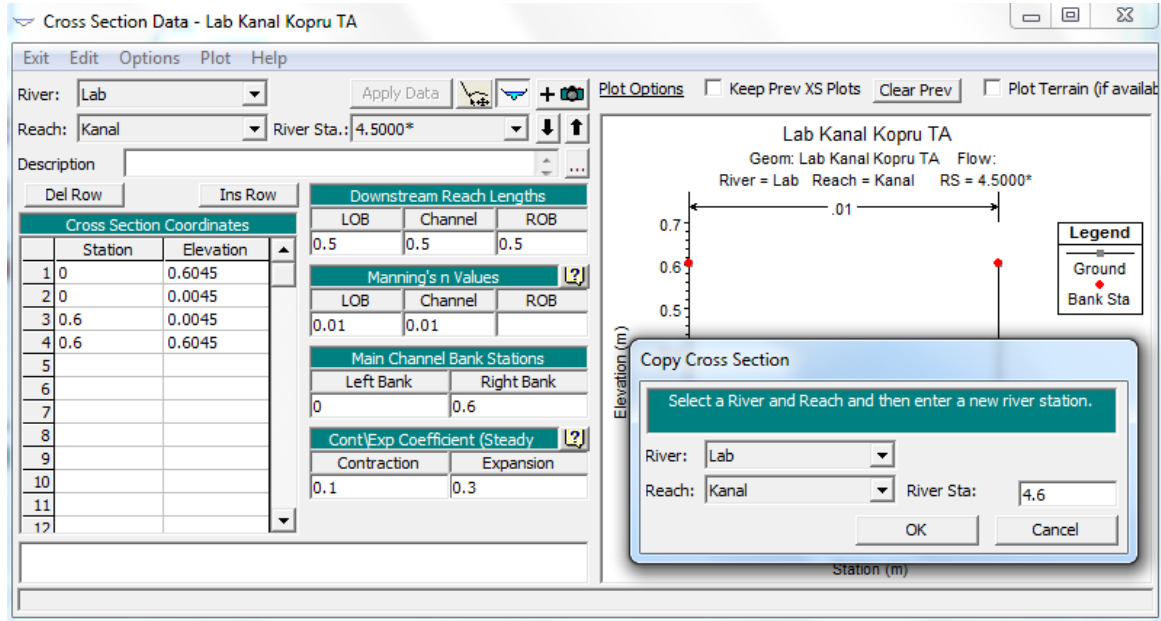 Cross Section Data - Lab Kanal Kopru TA
Exit Edit Options Plot Help
River: Lab Apply Data
Reach: Kanal River Sta.: 4.5000*
Description ...
Del Row Ins Row
Cross Section Coordinates
Station Elevation
1 0 0.6045
2 0 0.0045
3 0.6 0.0045
4 0.6 0.6045
5
6
7
8
9
10
11
12
Downstream Reach Lengths
LOB Channel ROB
0.5 0.5 0.5
Manning's n Values
LOB Channel ROB
0.01 0.01
Main Channel Bank Stations
Left Bank Right Bank
0 0.6
Cont\Exp Coefficient (Steady
Contraction Expansion
0.1 0.3
Plot Options Keep Prev XS Plots Clear Prev Plot Terrain (if availab
Lab Kanal Kopru TA
Geom: Lab Kanal Kopru TA Flow:
River = Lab Reach = Kanal RS = 4.5000*
.01
0.7
0.6
0.5
Elevation (m)
Station (m)
Legend
Ground
Bank Sta
Copy Cross Section
Select a River and Reach and then enter a new river station.
River: Lab
Reach: Kanal River Sta: 4.6
OK Cancel